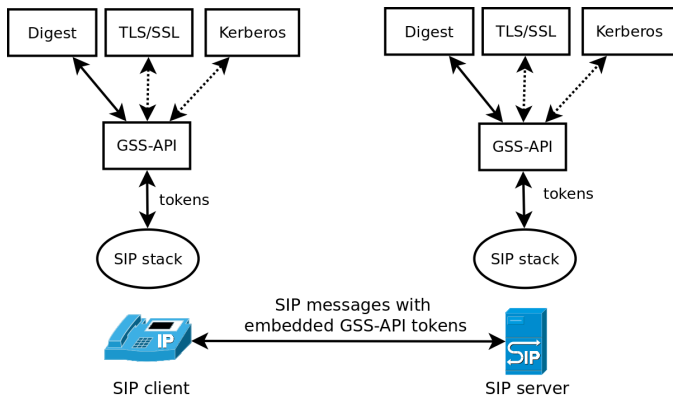 Digest
TLS/SSL
Kerberos
Digest
TLS/SSL
Kerberos
GSS-API
GSS-API
tokens
tokens
SIP stack
SIP stack
SIP messages with
embedded GSS-API tokens
IP
SIP
SIP client
SIP server